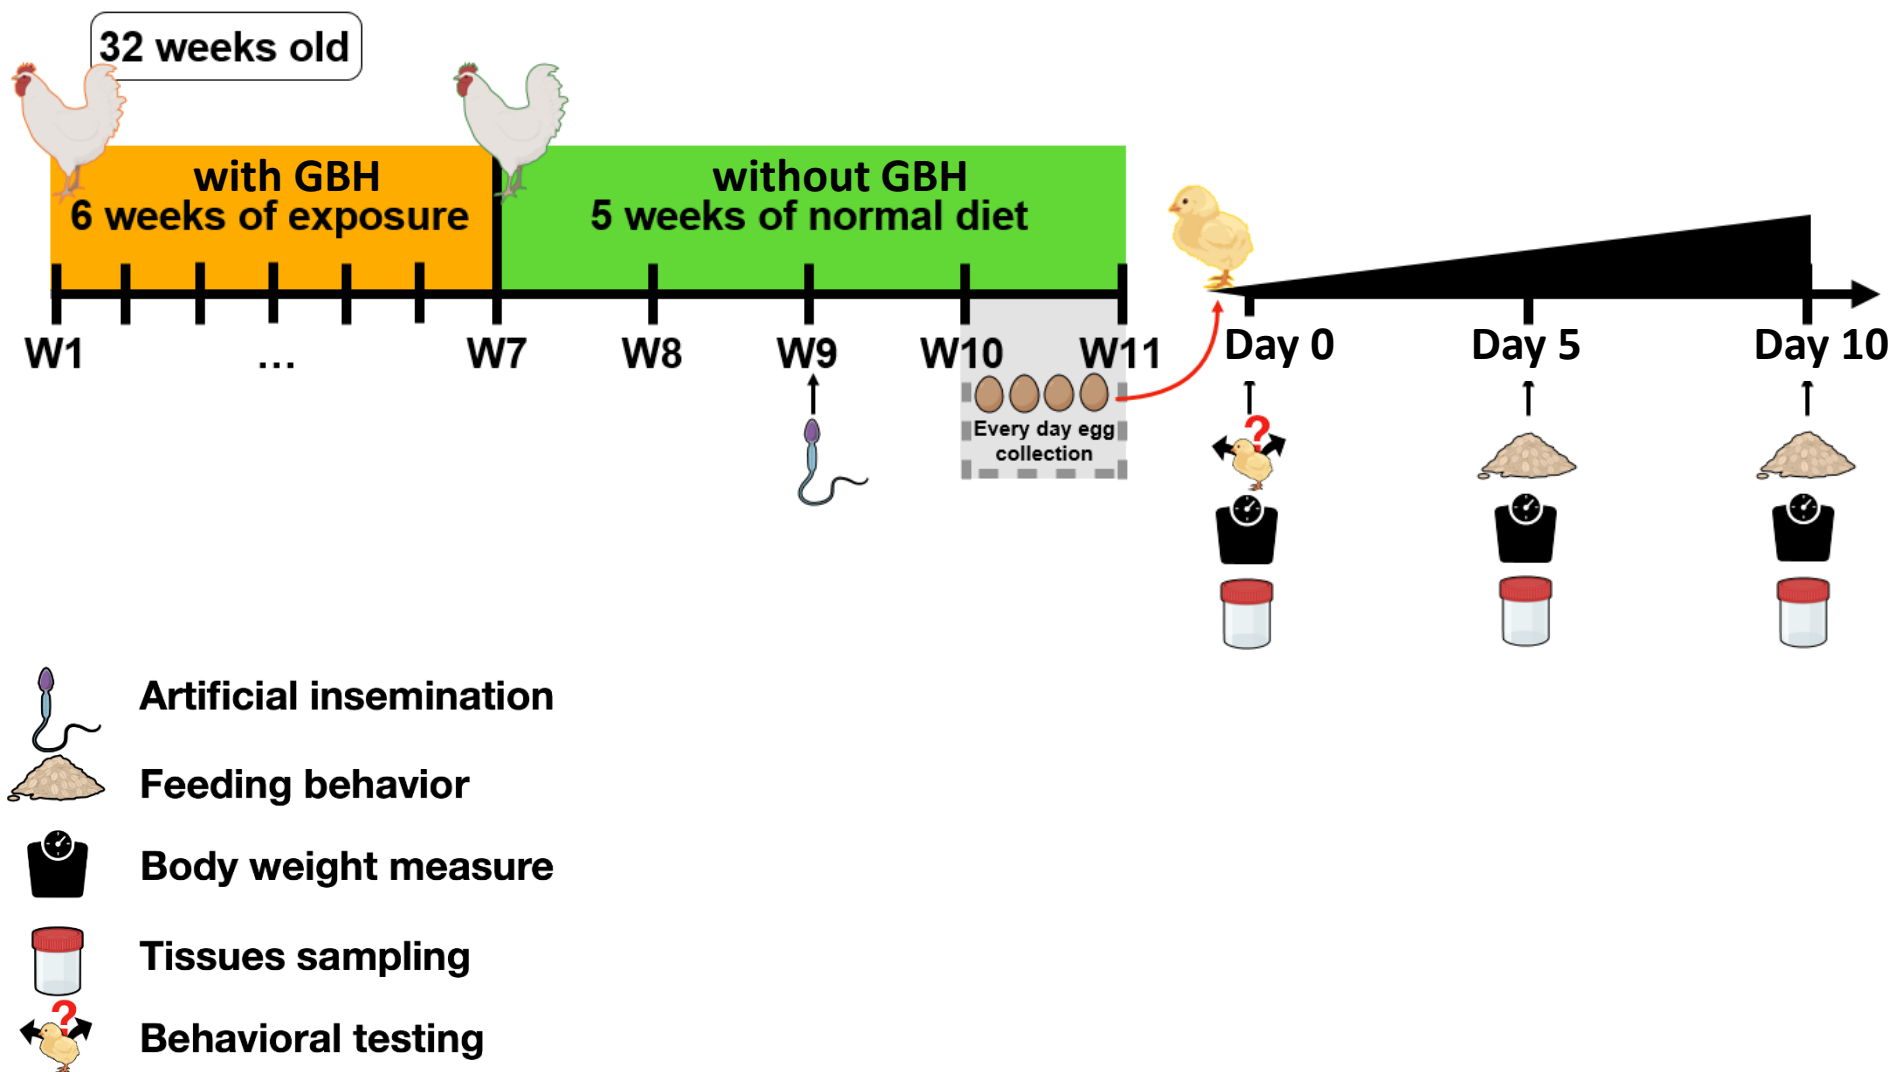 32 weeks old
with GBH
6 weeks of exposure
without GBH
5 weeks of normal diet
W1
...
W7
W8
W9
W10
W11
Day 0
Day 5
Day 10
Every day egg
collection
?
Artificial insemination
Feeding behavior
Body weight measure
Tissues sampling
?
Behavioral testing